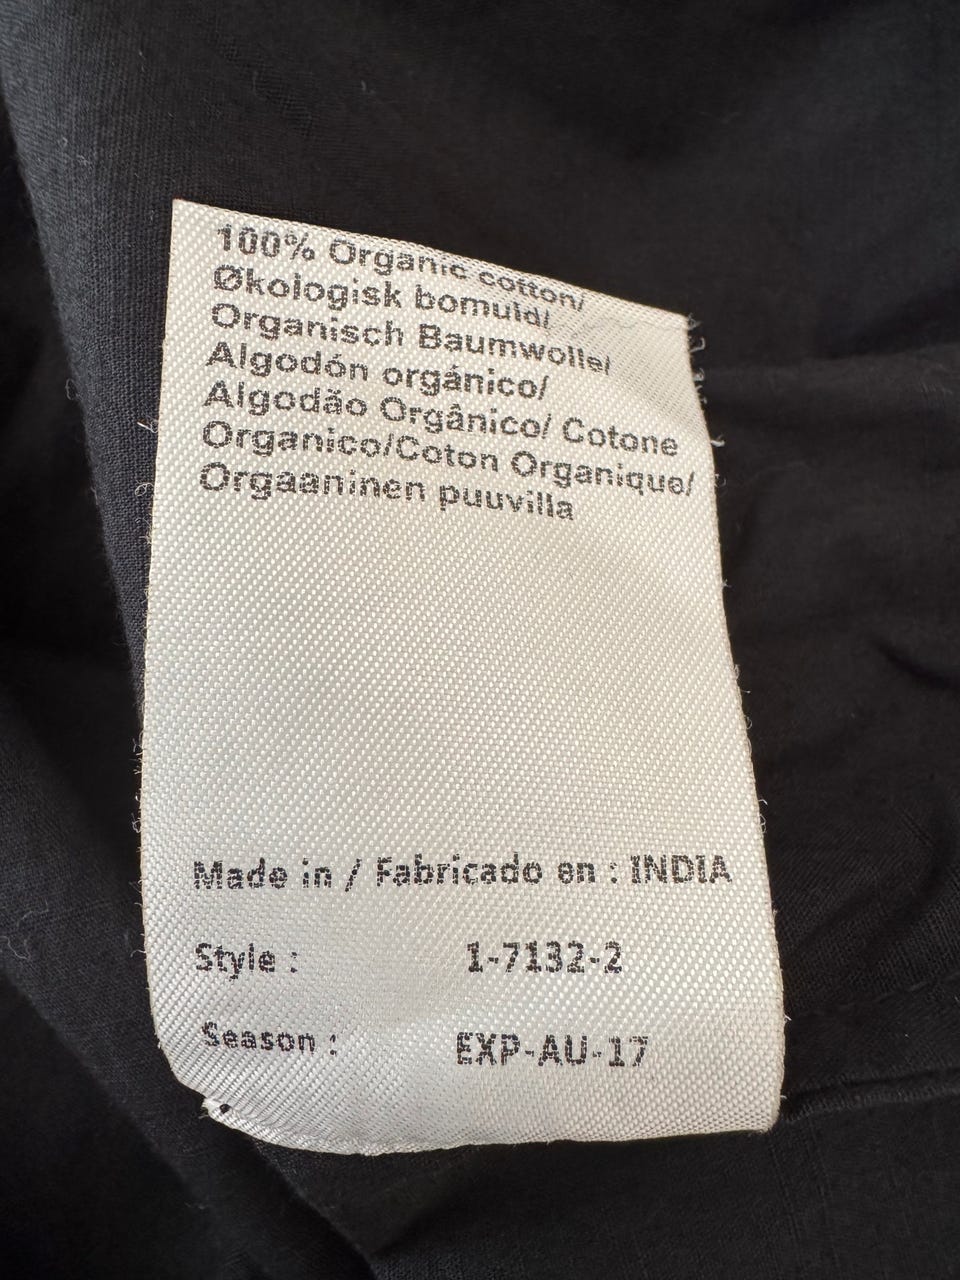 100% Organic cotton/
Økologisk bomuld/
Organisch Baumwolle/
Algodón orgánico/
Algodão Orgânico/ Cotone
Organico/Coton Organique/
Orgaaninen puuvilla
Made in / Fabricado en : INDIA
Style : 1-7132-2
Season : EXP-AU-17